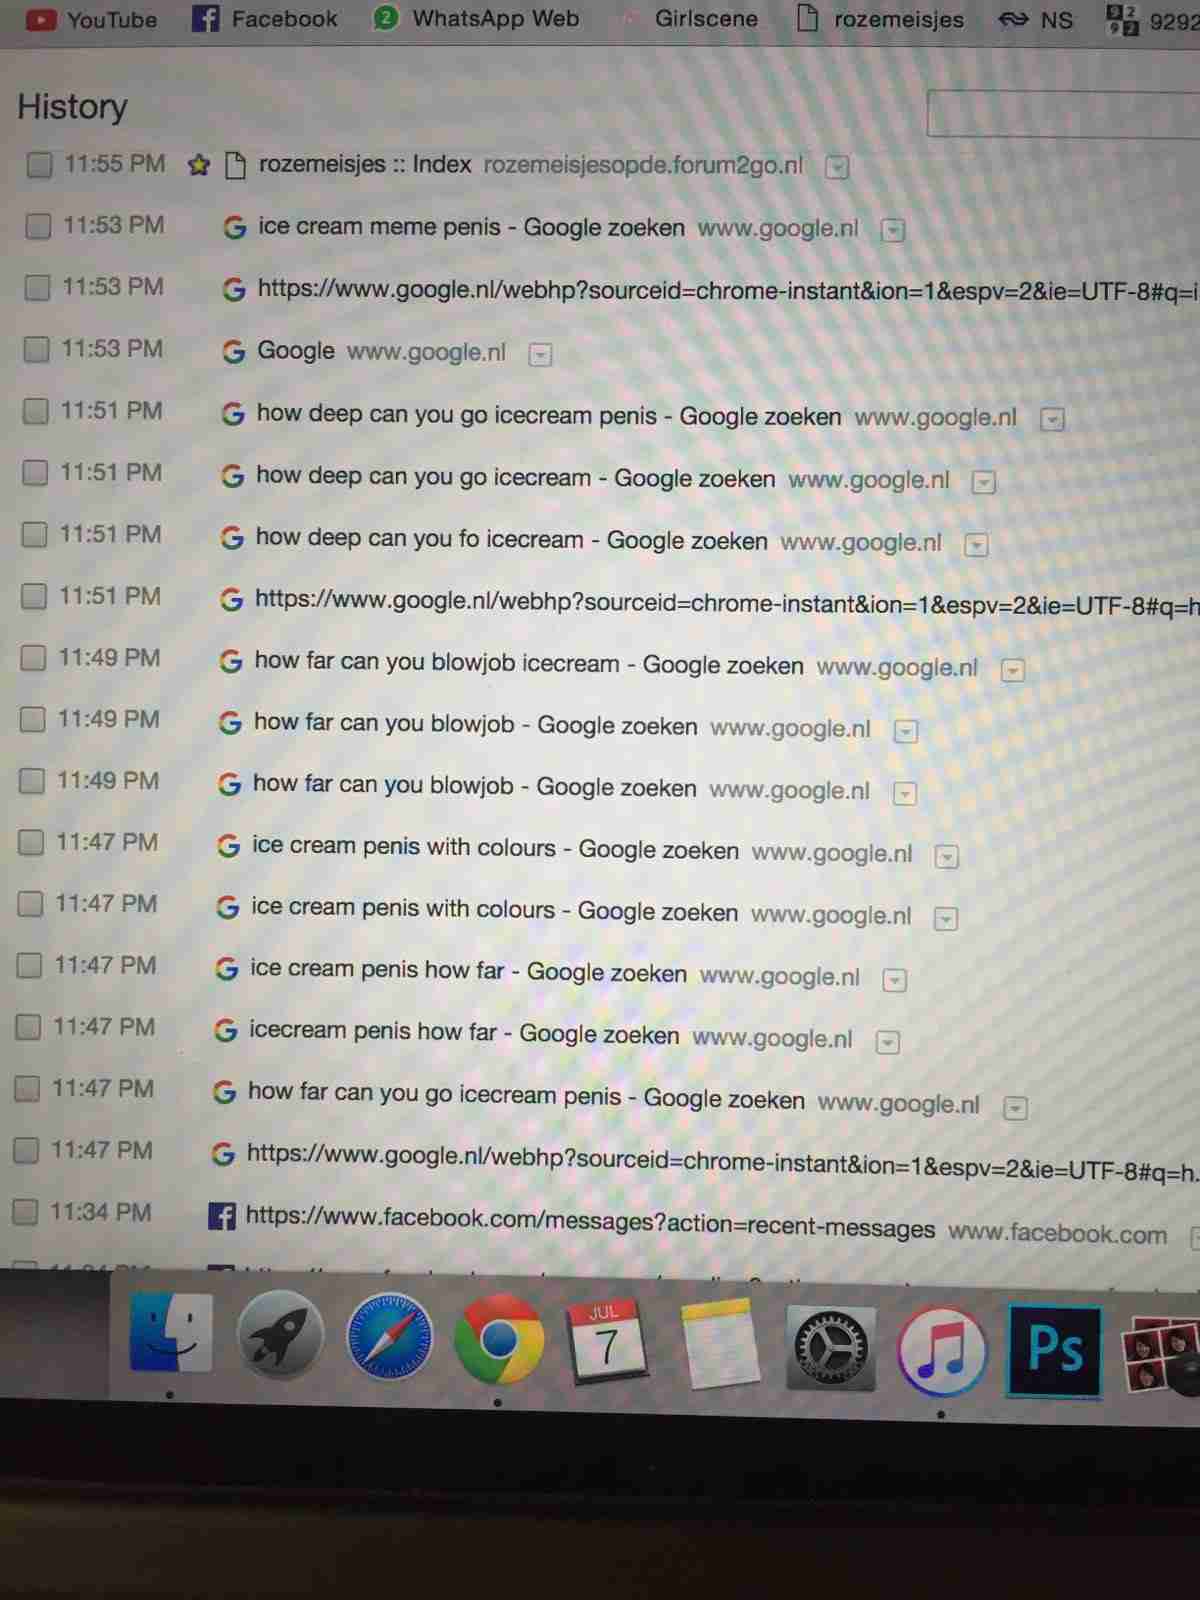 YouTube Facebook WhatsApp Web Girlscene rozemeisjes NS 9292
History
11:55 PM rozemeisjes :: Index rozemeisjesopde.forum2go.nl
11:53 PM ice cream meme penis - Google zoeken www.google.nl
11:53 PM https://www.google.nl/webhp?sourceid=chrome-instant&ion=1&espv=2&ie=UTF-8#q=i
11:53 PM Google www.google.nl
11:51 PM how deep can you go icecream penis - Google zoeken www.google.nl
11:51 PM how deep can you go icecream - Google zoeken www.google.nl
11:51 PM how deep can you fo icecream - Google zoeken www.google.nl
11:51 PM https://www.google.nl/webhp?sourceid=chrome-instant&ion=1&espv=2&ie=UTF-8#q=h
11:49 PM how far can you blowjob icecream - Google zoeken www.google.nl
11:49 PM how far can you blowjob - Google zoeken www.google.nl
11:49 PM how far can you blowjob - Google zoeken www.google.nl
11:47 PM ice cream penis with colours - Google zoeken www.google.nl
11:47 PM ice cream penis with colours - Google zoeken www.google.nl
11:47 PM ice cream penis how far - Google zoeken www.google.nl
11:47 PM icecream penis how far - Google zoeken www.google.nl
11:47 PM how far can you go icecream penis - Google zoeken www.google.nl
11:47 PM https://www.google.nl/webhp?sourceid=chrome-instant&ion=1&espv=2&ie=UTF-8#q=h.
11:34 PM https://www.facebook.com/messages?action=recent-messages www.facebook.com
JUL
7
Ps